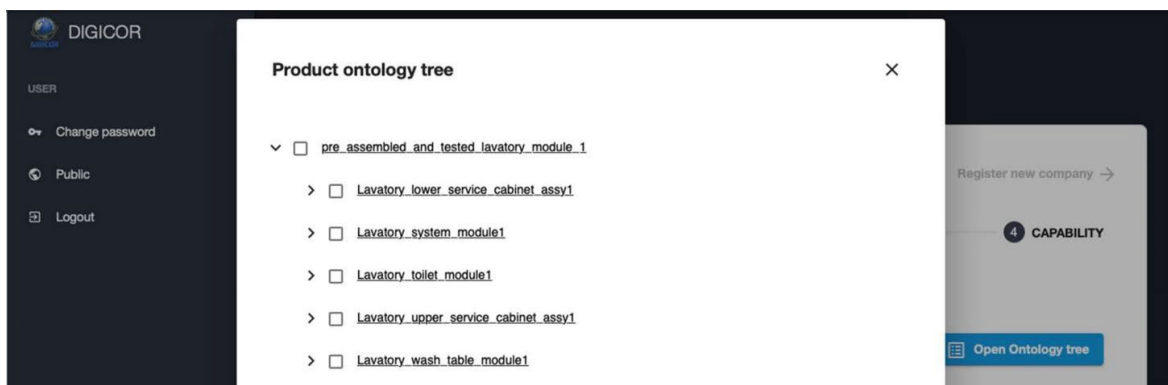 DIGICOR
DIGICOR
USER
Change password
Public
Logout
Product ontology tree
pre_assembled_and_tested_lavatory_module_1
Lavatory_lower_service_cabinet_assy1
Lavatory_system_module1
Lavatory_toilet_module1
Lavatory_upper_service_cabinet_assy1
Lavatory_wash_table_module1
Register new company →
4 CAPABILITY
Open Ontology tree